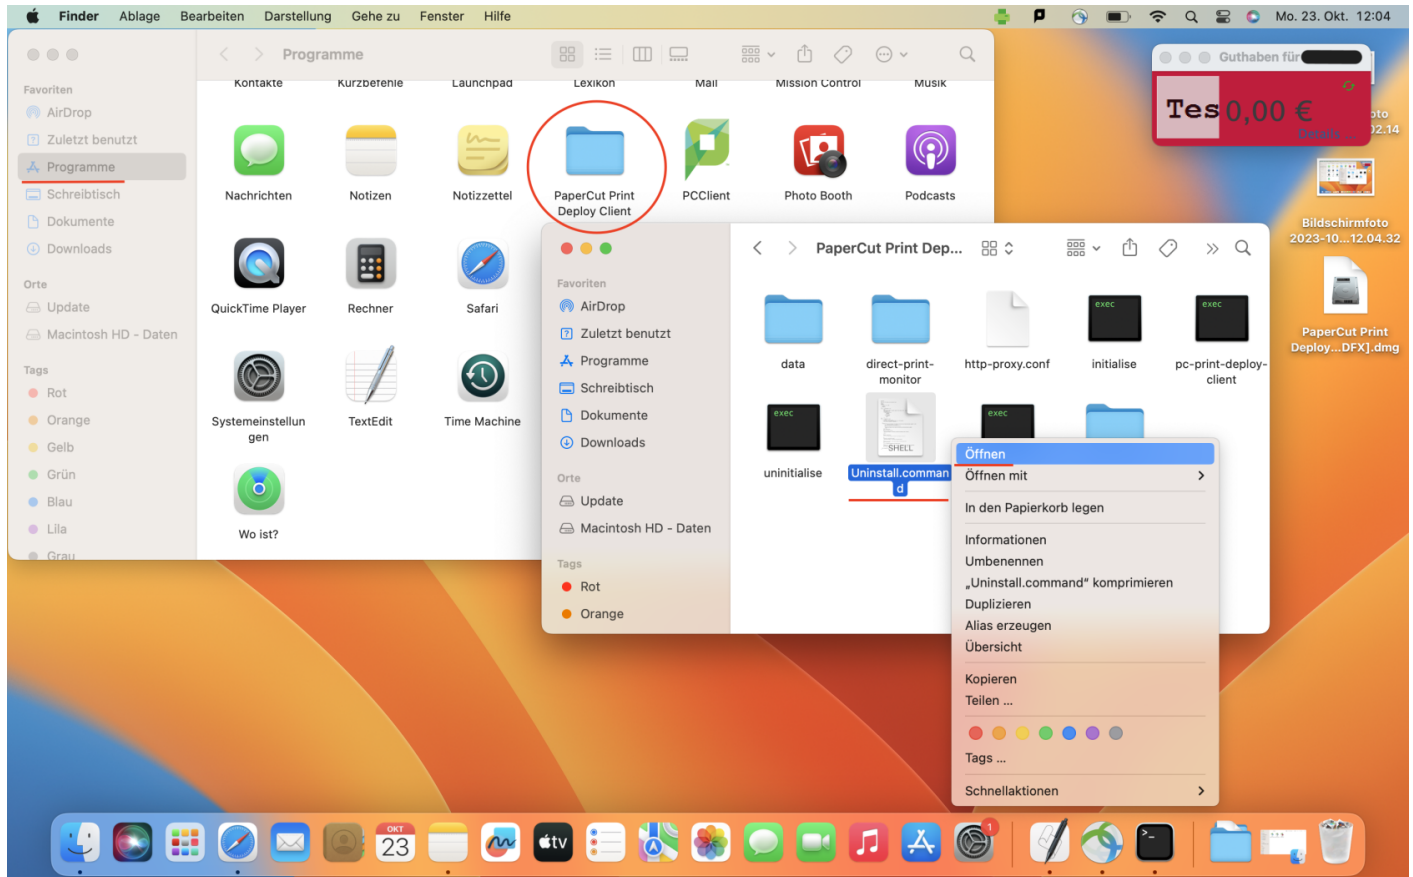 Finder Ablage Bearbeiten Darstellung Gehe zu Fenster Hilfe
Mo. 23. Okt. 12:04
Programme
Favoriten
AirDrop
Zuletzt benutzt
Programme
Schreibtisch
Dokumente
Downloads
Orte
Update
Macintosh HD - Daten
Tags
Rot
Orange
Gelb
Grün
Blau
Lila
Grau
Kontakte Kurzbefehle Launchpad Lexikon Mail Mission Control Musik
Nachrichten Notizen Notizzettel PaperCut Print PCClient Photo Booth Podcasts
Deploy Client
QuickTime Player Rechner Safari
Systemeinstellun TextEdit Time Machine
gen
Wo ist?
PaperCut Print Dep...
Favoriten
AirDrop
Zuletzt benutzt
Programme
Schreibtisch
Dokumente
Downloads
Orte
Update
Macintosh HD - Daten
Tags
Rot
Orange
exec exec
data direct-print- http-proxy.conf initialise pc-print-deploy-
monitor client
exec SHELL exec
uninitialise Uninstall.comman
d
Öffnen
Öffnen mit
In den Papierkorb legen
Informationen
Umbenennen
„Uninstall.command“ komprimieren
Duplizieren
Alias erzeugen
Übersicht
Kopieren
Teilen ...
Tags ...
Schnellaktionen
Guthaben für
Tes 0,00 €
Details ...
oto
02.14
Bildschirmfoto
2023-10...12.04.32
PaperCut Print
Deploy...DFX].dmg
OKT
23
tv
1